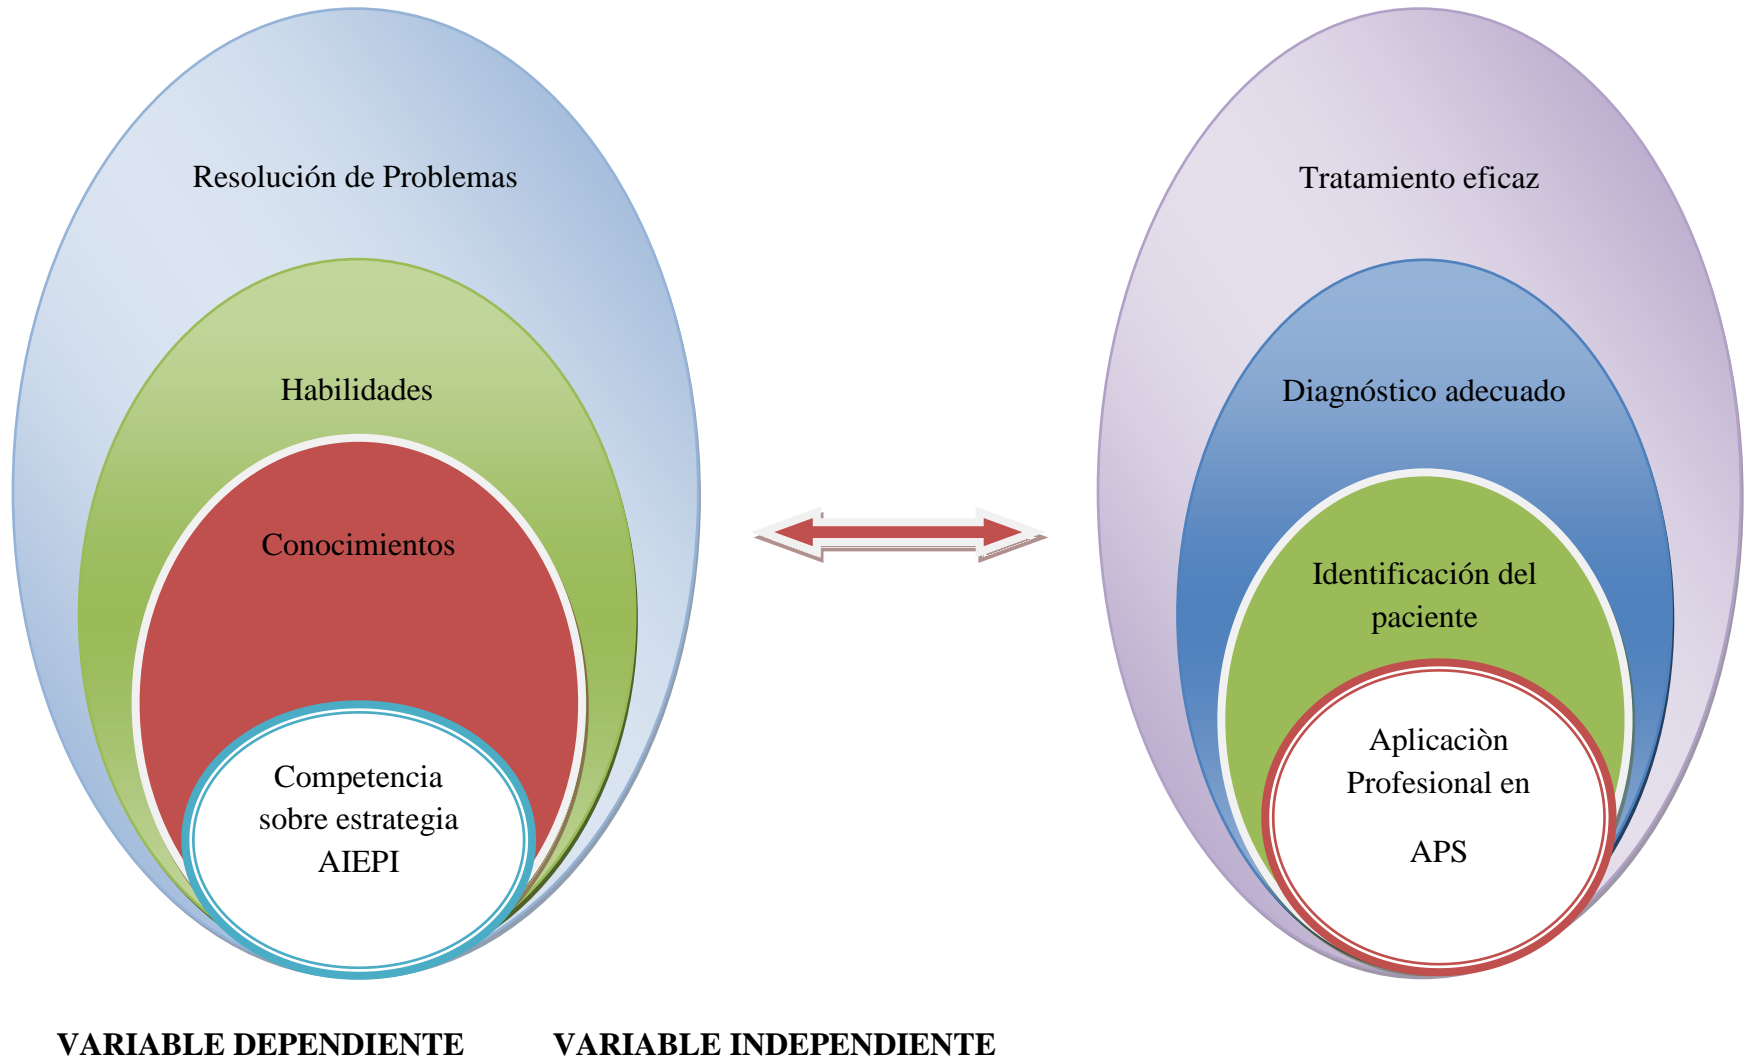 Resolución de Problemas
Habilidades
Conocimientos
Competencia
sobre estrategia
AIEPI
Tratamiento eficaz
Diagnóstico adecuado
Identificación del
paciente
Aplicaciòn
Profesional en
APS
VARIABLE DEPENDIENTE
VARIABLE INDEPENDIENTE